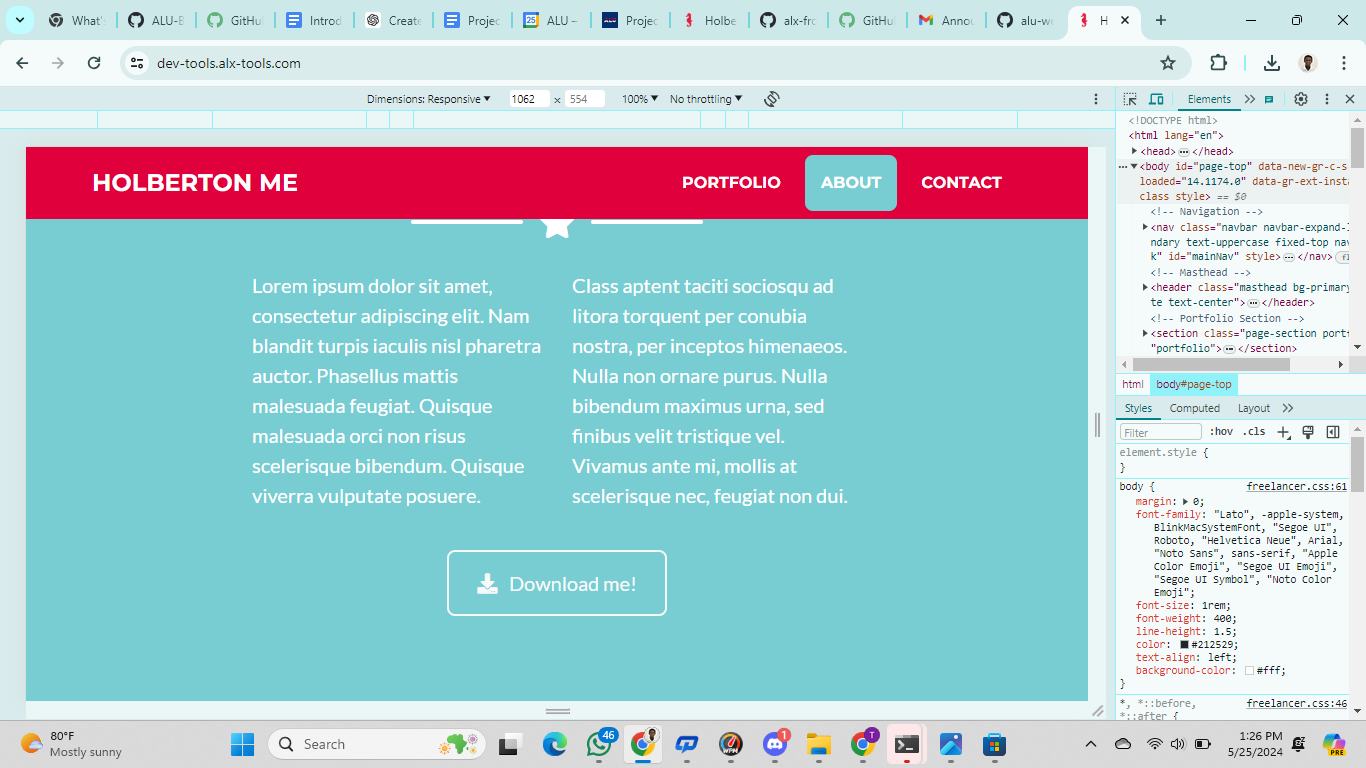 What's
ALU-B
GitHub
Introd
Create
Projec
ALU –
Projec
Holbe
alx-fro
GitHub
Annou
alu-we
H
dev-tools.alx-tools.com
Dimensions: Responsive
1062 × 554
100%
No throttling
Elements
HOLBERTON ME
PORTFOLIO
ABOUT
CONTACT
Lorem ipsum dolor sit amet,
consectetur adipiscing elit. Nam
blandit turpis iaculis nisl pharetra
auctor. Phasellus mattis
malesuada feugiat. Quisque
malesuada orci non risus
scelerisque bibendum. Quisque
viverra vulputate posuere.
Class aptent taciti sociosqu ad
litora torquent per conubia
nostra, per inceptos himenaeos.
Nulla non ornare purus. Nulla
bibendum maximus urna, sed
finibus velit tristique vel.
Vivamus ante mi, mollis at
scelerisque nec, feugiat non dui.
Download me!
<!DOCTYPE html>
<html lang="en">
<head> </head>
<body id="page-top" data-new-gr-c-s
loaded="14.1174.0" data-gr-ext-insta
class style> == $0
<!-- Navigation -->
<nav class="navbar navbar-expand-l
ndary text-uppercase fixed-top nav
k" id="mainNav" style> </nav>
<!-- Masthead -->
<header class="masthead bg-primary
te text-center"> </header>
<!-- Portfolio Section -->
<section class="page-section port
"portfolio"> </section>
html
body#page-top
Styles
Computed
Layout
Filter
:hov
.cls
element.style {
}
body {
freelancer.css:61
margin: 0;
font-family: "Lato", -apple-system,
BlinkMacSystemFont, "Segoe UI",
Roboto, "Helvetica Neue", Arial,
"Noto Sans", sans-serif, "Apple
Color Emoji", "Segoe UI Emoji",
"Segoe UI Symbol", "Noto Color
Emoji";
font-size: 1rem;
font-weight: 400;
line-height: 1.5;
color: #212529;
text-align: left;
background-color: #fff;
}
*, *::before,
freelancer.css:46
*::after {
80°F
Mostly sunny
Search
46
1
T
1:26 PM
5/25/2024
PRE